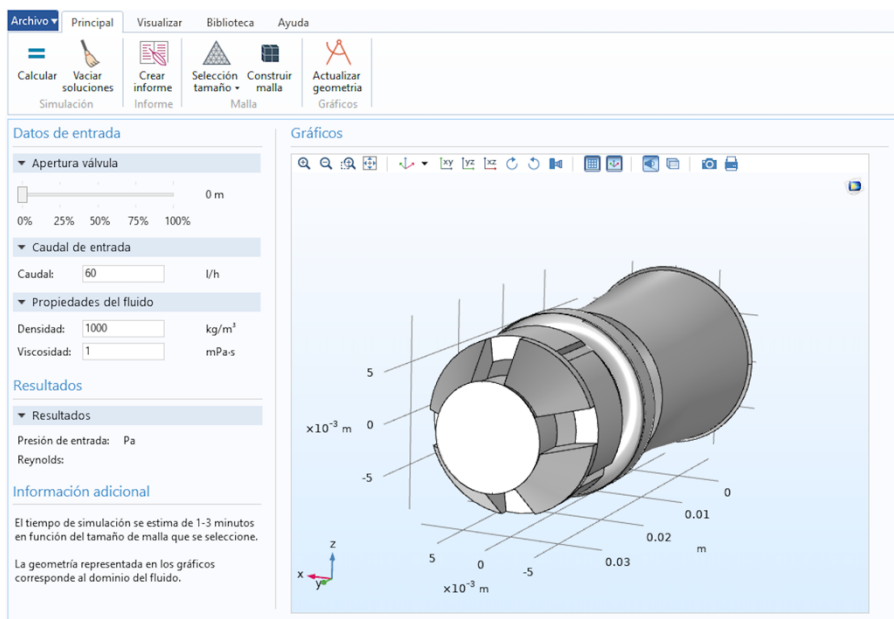 Archivo Principal Visualizar Biblioteca Ayuda
Calcular Vaciar soluciones Crear informe Selección tamaño Construir malla Actualizar geometria
Simulación Informe Malla Gráficos
Datos de entrada
Apertura válvula
0 m
0% 25% 50% 75% 100%
Caudal de entrada
Caudal: 60 l/h
Propiedades del fluido
Densidad: 1000 kg/m³
Viscosidad: 1 mPa·s
Resultados
Resultados
Presión de entrada: Pa
Reynolds:
Información adicional
El tiempo de simulación se estima de 1-3 minutos
en función del tamaño de malla que se seleccione.
La geometría representada en los gráficos
corresponde al dominio del fluido.
Gráficos
xy yz xz
5
0
×10⁻³ m
-5
0
0.01
0.02
m
0.03
5
0
-5
×10⁻³ m
z
x
y